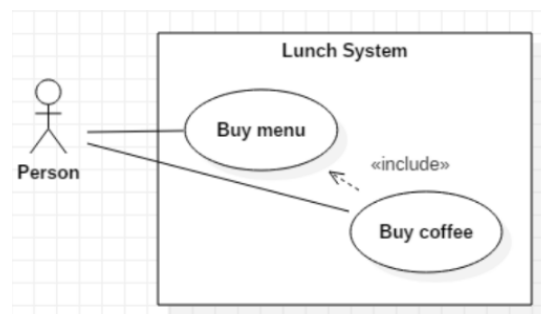 Lunch System
Buy menu
«include»
Person
Buy coffee